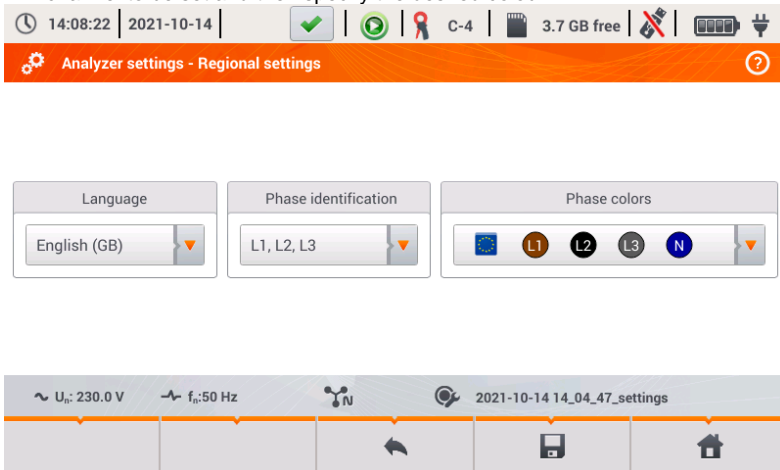 14:08:22 2021-10-14 C-4 3.7 GB free
Analyzer settings - Regional settings ?
Language Phase identification Phase colors
English (GB) L1, L2, L3 L1 L2 L3 N
Uₙ: 230.0 V fₙ:50 Hz N 2021-10-14 14_04_47_settings